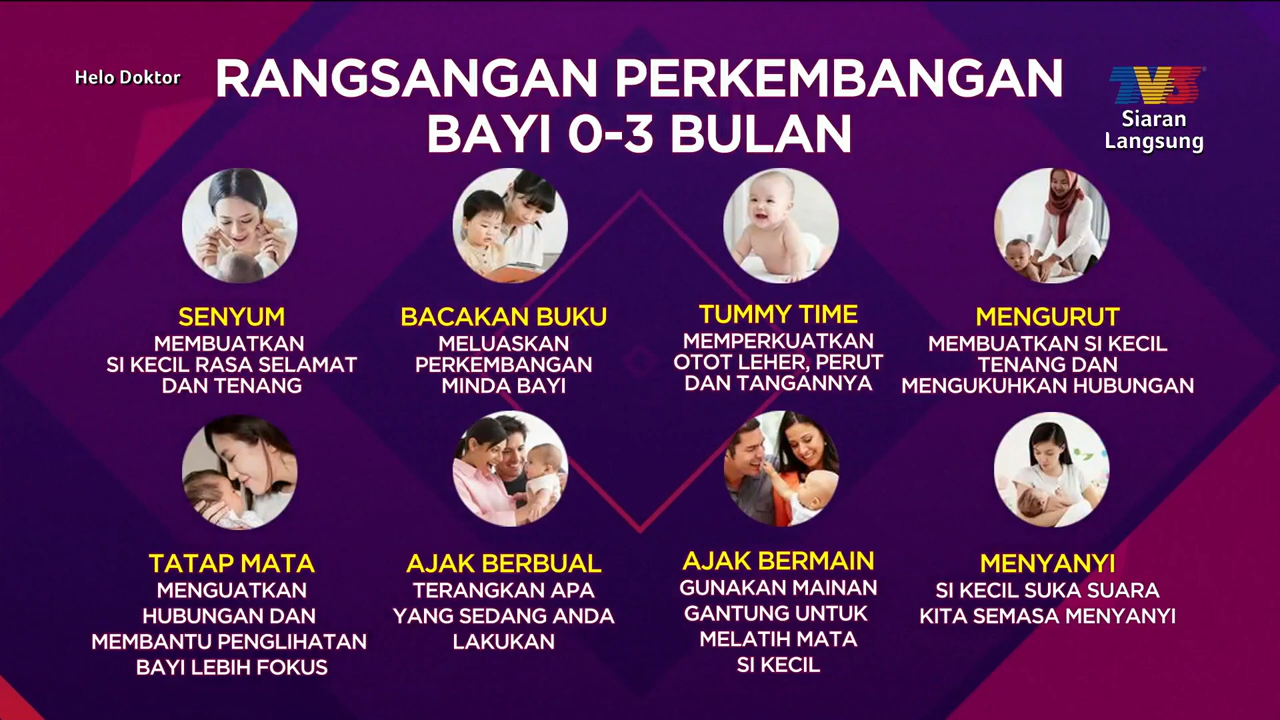 Helo Doktor
RANGSANGAN PERKEMBANGAN
BAYI 0-3 BULAN
TV3
Siaran
Langsung
SENYUM
MEMBUATKAN
SI KECIL RASA SELAMAT
DAN TENANG
BACAKAN BUKU
MELUASKAN
PERKEMBANGAN
MINDA BAYI
TUMMY TIME
MEMPERKUATKAN
OTOT LEHER, PERUT
DAN TANGANNYA
MENGURUT
MEMBUATKAN SI KECIL
TENANG DAN
MENGUKUHKAN HUBUNGAN
TATAP MATA
MENGUATKAN
HUBUNGAN DAN
MEMBANTU PENGLIHATAN
BAYI LEBIH FOKUS
AJAK BERBUAL
TERANGKAN APA
YANG SEDANG ANDA
LAKUKAN
AJAK BERMAIN
GUNAKAN MAINAN
GANTUNG UNTUK
MELATIH MATA
SI KECIL
MENYANYI
SI KECIL SUKA SUARA
KITA SEMASA MENYANYI